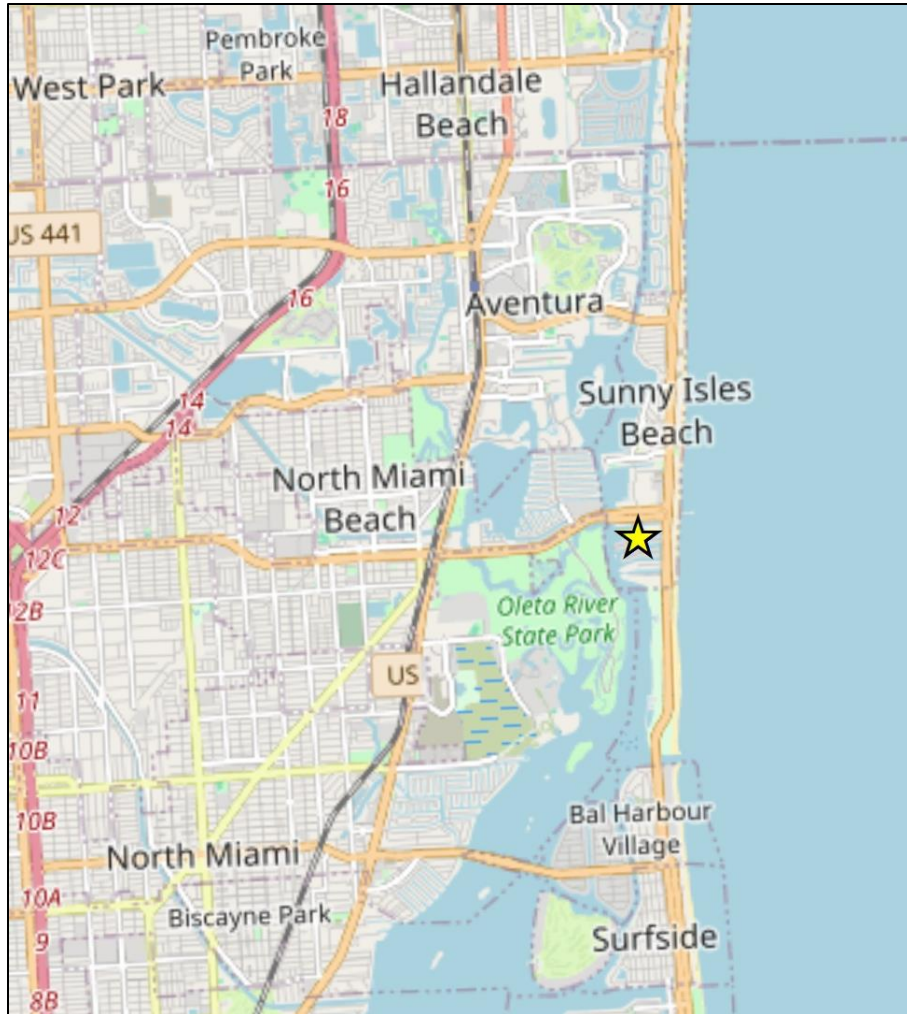 Pembroke
Park
West Park
Hallandale
Beach
18
16
US 441
16
Aventura
14
14
Sunny Isles
Beach
North Miami
Beach
12
12C
Oleta River
State Park
2B
US
11
10B
10B
Bal Harbour
Village
North Miami
10A
Biscayne Park
9
Surfside
8B